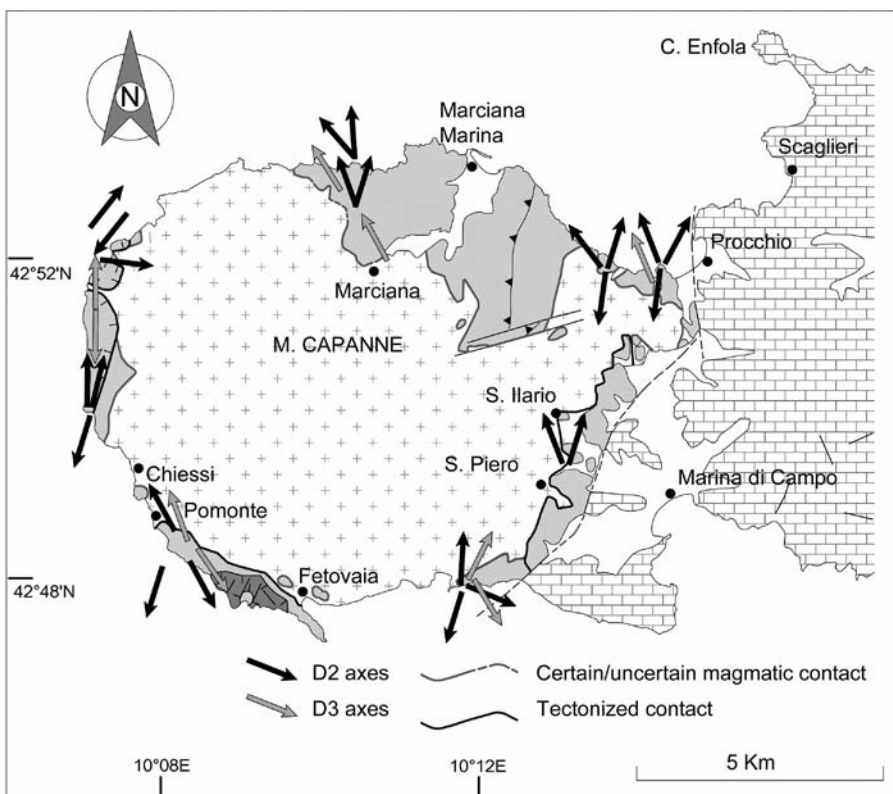 C. Enfola
N
Marciana
Marina
Scaglieri
Procchio
42°52'N
Marciana
M. CAPANNE
S. Ilario
S. Piero
Chiessi
Marina di Campo
Pomonte
42°48'N
Fetovaia
D2 axes
Certain/uncertain magmatic contact
D3 axes
Tectonized contact
5 Km
10°08E
10°12E